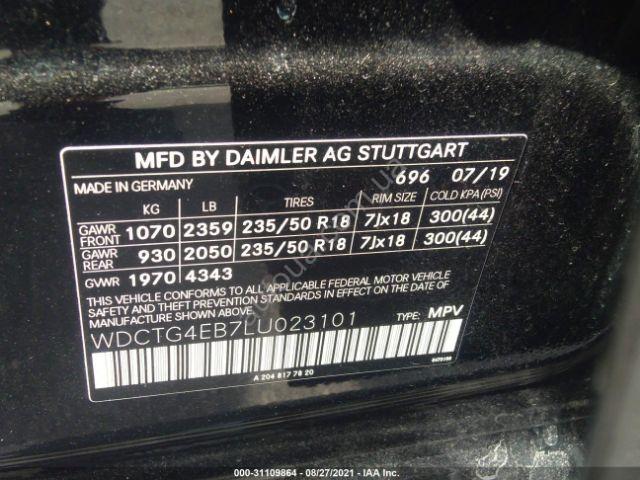 MFD BY DAIMLER AG STUTTGART
MADE IN GERMANY 696 07/19
KG LB TIRES RIM SIZE COLD KPA (PSI)
GAWR FRONT 1070 2359 235/50 R18 7Jx18 300(44)
GAWR REAR 930 2050 235/50 R18 7Jx18 300(44)
GVWR 1970 4343
THIS VEHICLE CONFORMS TO ALL APPLICABLE FEDERAL MOTOR VEHICLE
SAFETY AND THEFT PREVENTION STANDARDS IN EFFECT ON THE
DATE OF MANUFACTURE SHOWN ABOVE.
WDCTG4EB7LU023101 TYPE: MPV
A 204 817 78 20
000-31109864 - 08/27/2021 - IAA Inc.